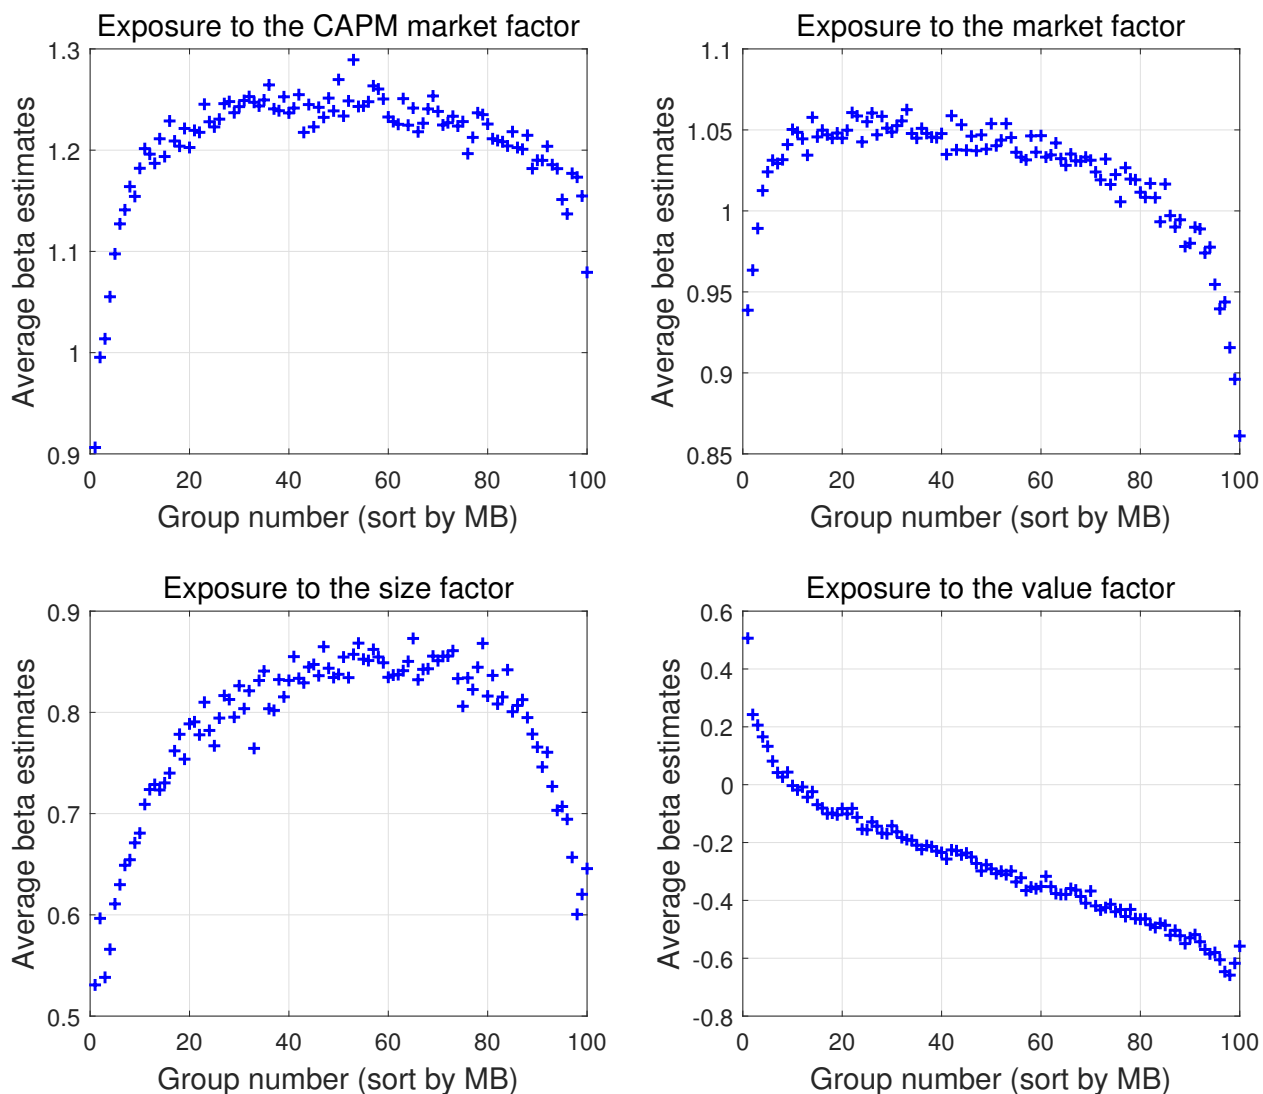 Exposure to the CAPM market factor
1.3
1.2
1.1
1
0.9
Average beta estimates
0 20 40 60 80 100
Group number (sort by MB)
Exposure to the market factor
1.1
1.05
1
0.95
0.9
0.85
Average beta estimates
0 20 40 60 80 100
Group number (sort by MB)
Exposure to the size factor
0.9
0.8
0.7
0.6
0.5
Average beta estimates
0 20 40 60 80 100
Group number (sort by MB)
Exposure to the value factor
0.6
0.4
0.2
0
-0.2
-0.4
-0.6
-0.8
Average beta estimates
0 20 40 60 80 100
Group number (sort by MB)